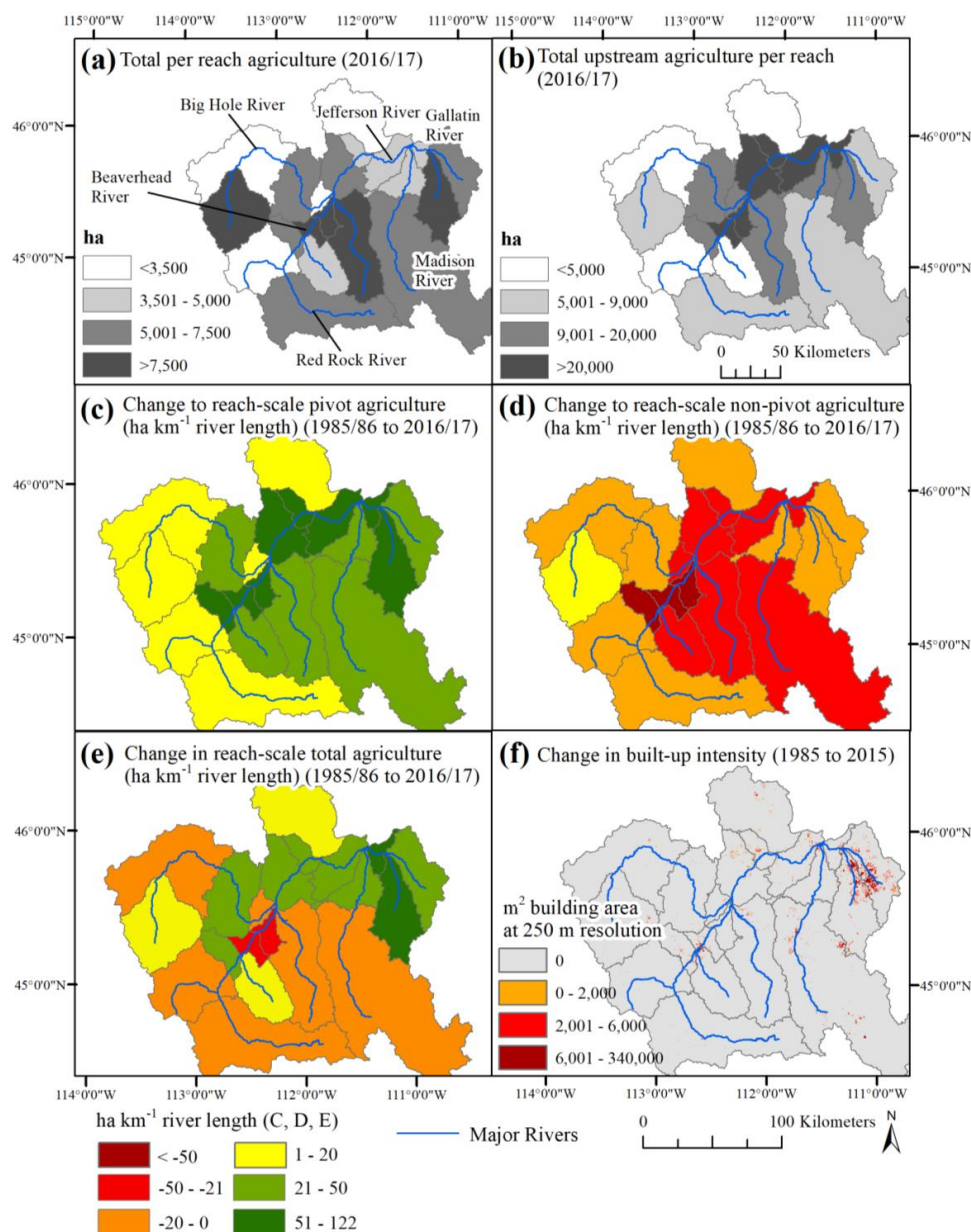 115°0'0"W 114°0'0"W 113°0'0"W 112°0'0"W 111°0'0"W 114°0'0"W 113°0'0"W 112°0'0"W 111°0'0"W
(a) Total per reach agriculture (2016/17)
Big Hole River
Jefferson River
Gallatin
River
46°0'0"N
Beaverhead
River
ha
<3,500
3,501 - 5,000
5,001 - 7,500
>7,500
45°0'0"N
Madison
River
Red Rock River
(b) Total upstream agriculture per reach
(2016/17)
46°0'0"N
ha
<5,000
5,001 - 9,000
9,001 - 20,000
>20,000
45°0'0"N
0 50
Kilometers
(c) Change to reach-scale pivot agriculture
(ha km⁻¹ river length) (1985/86 to 2016/17)
46°0'0"N
45°0'0"N
(d) Change to reach-scale non-pivot agriculture
(ha km⁻¹ river length) (1985/86 to 2016/17)
46°0'0"N
45°0'0"N
(e) Change in reach-scale total agriculture
(ha km⁻¹ river length) (1985/86 to 2016/17)
46°0'0"N
45°0'0"N
(f) Change in built-up intensity (1985 to 2015)
46°0'0"N
m² building area
at 250 m resolution
0
0 - 2,000
2,001 - 6,000
6,001 - 340,000
45°0'0"N
114°0'0"W 113°0'0"W 112°0'0"W 111°0'0"W 114°0'0"W 113°0'0"W 112°0'0"W 111°0'0"W
ha km⁻¹ river length (C, D, E)
< -50
-50 - -21
-20 - 0
1 - 20
21 - 50
51 - 122
Major Rivers
0 100 Kilometers
N